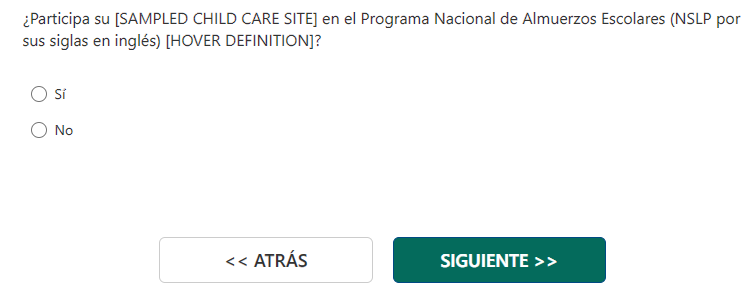 ¿Participa su [SAMPLED CHILD CARE SITE] en el Programa Nacional de Almuerzos Escolares (NSLP por
sus siglas en inglés) [HOVER DEFINITION]?
Sí
No
<< ATRÁS
SIGUIENTE >>